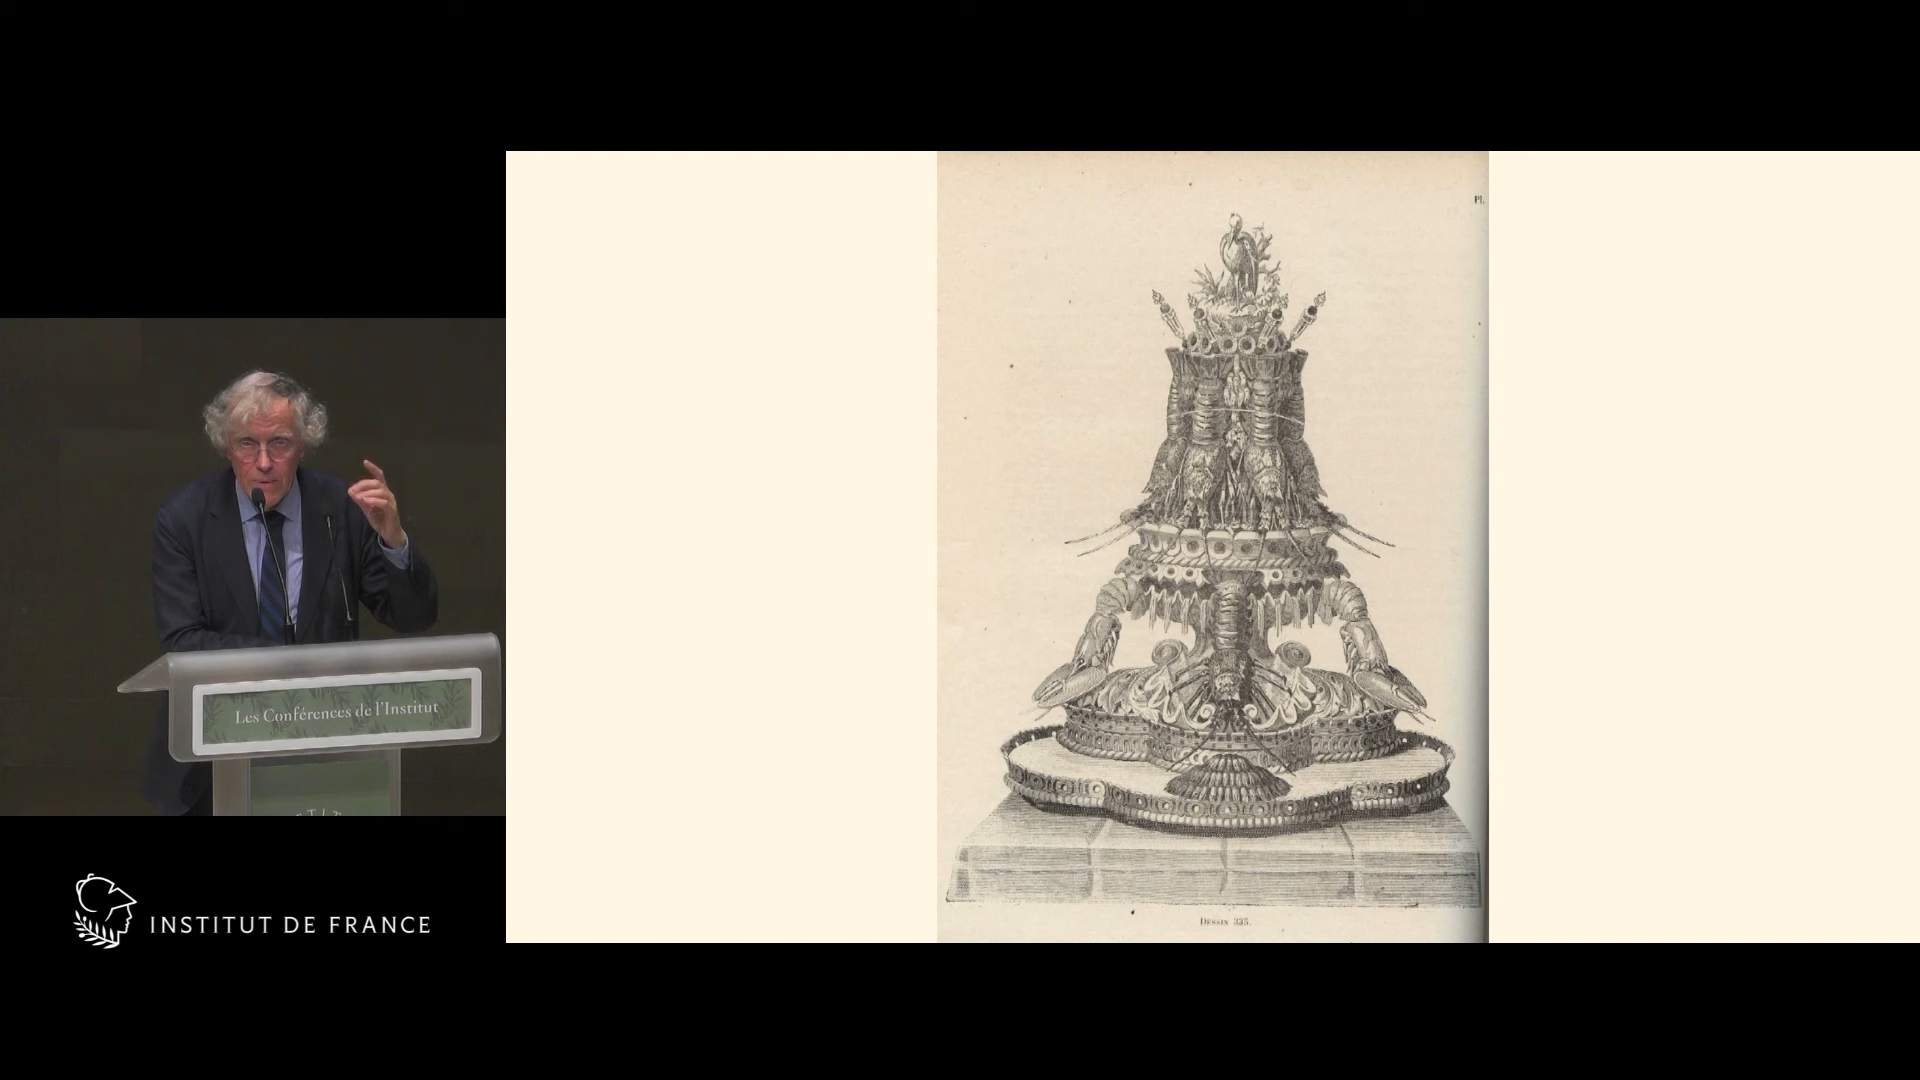 Pl.
Les Conférences de l'Institut
INSTITUT DE FRANCE
Dessin 335.